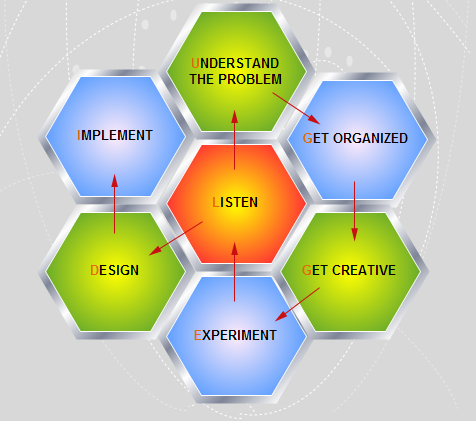 UNDERSTAND
THE PROBLEM
IMPLEMENT
GET ORGANIZED
LISTEN
DESIGN
GET CREATIVE
EXPERIMENT